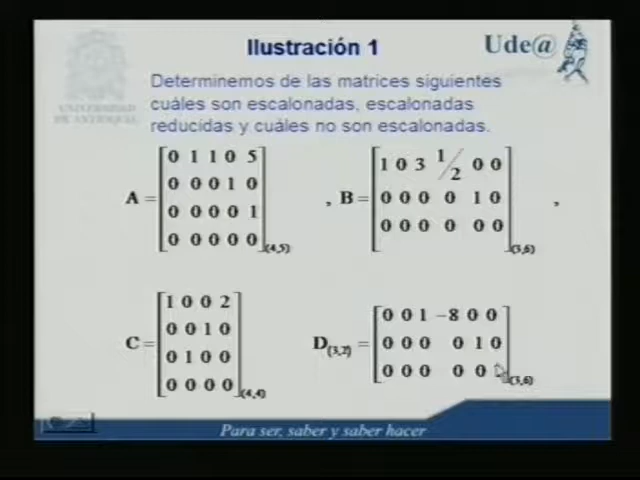 Ilustración 1
Ude@
UNIVERSIDAD
DE ANTIOQUIA
Determinemos de las matrices siguientes
cuáles son escalonadas, escalonadas
reducidas y cuáles no son escalonadas.
A = [0 1 1 0 5
0 0 0 1 0
0 0 0 0 1
0 0 0 0 0](4,5)
, B = [1 0 3 1/2 0 0
0 0 0 0 1 0
0 0 0 0 0 0](3,6) ,
C = [1 0 0 2
0 0 1 0
0 1 0 0
0 0 0 0](4,4)
D(3,2) = [0 0 1 -8 0 0
0 0 0 0 1 0
0 0 0 0 0](3,6)
Para ser, saber y saber hacer